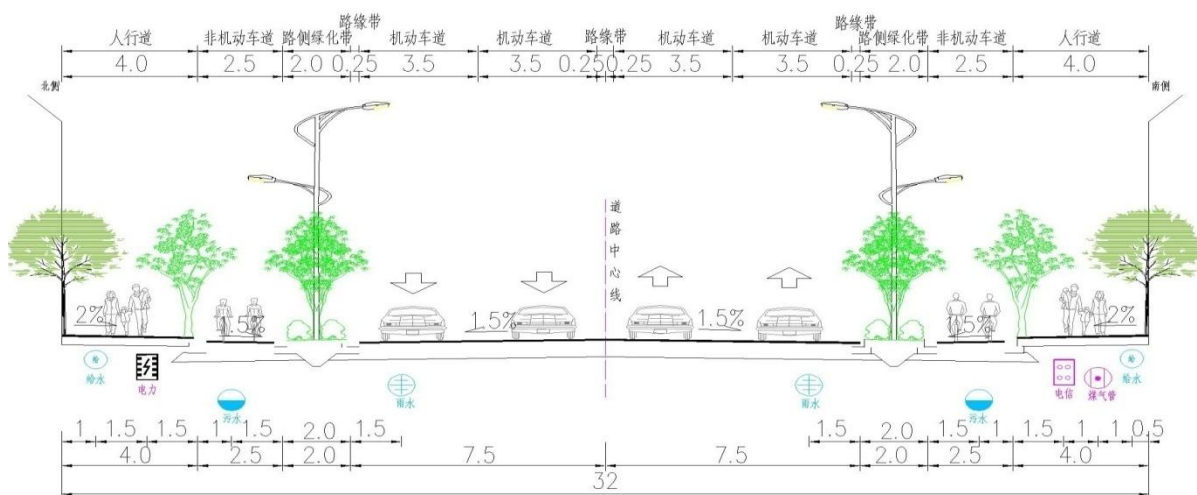 路缘带 路缘带
人行道 非机动车道 路侧绿化带 机动车道 机动车道 路缘带 机动车道 机动车道 路侧绿化带 非机动车道 人行道
4.0 2.5 2.0 0.25 3.5 3.5 0.25 0.25 3.5 3.5 0.25 2.0 2.5 4.0
北侧 南侧
道路中心线
2% 5% 1.5% 1.5% 5% 2%
给 给
给水 电力 电信 煤气管 给水
污水 雨水 雨水 污水
1 1.5 1.5 1 1.5 2.0 1.5 1.5 2.0 1.5 1 1.5 1 1 0.5
4.0 2.5 2.0 7.5 7.5 2.0 2.5 4.0
32